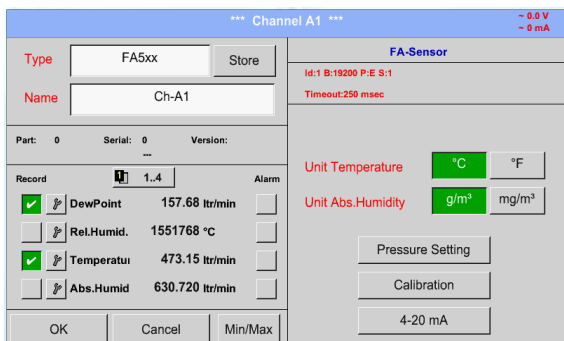 *** Channel A1 ***
~ 0.0 V
~ 0 mA
Type
FA5xx
Store
Name
Ch-A1
Part: 0 Serial: 0 Version:
---
Record
1 1..4
Alarm
DewPoint 157.68 ltr/min
Rel.Humid. 1551768 °C
Temperatur 473.15 ltr/min
Abs.Humid 630.720 ltr/min
OK
Cancel
Min/Max
FA-Sensor
Id:1 B:19200 P:E S:1
Timeout:250 msec
Unit Temperature °C °F
Unit Abs.Humidity g/m³ mg/m³
Pressure Setting
Calibration
4-20 mA